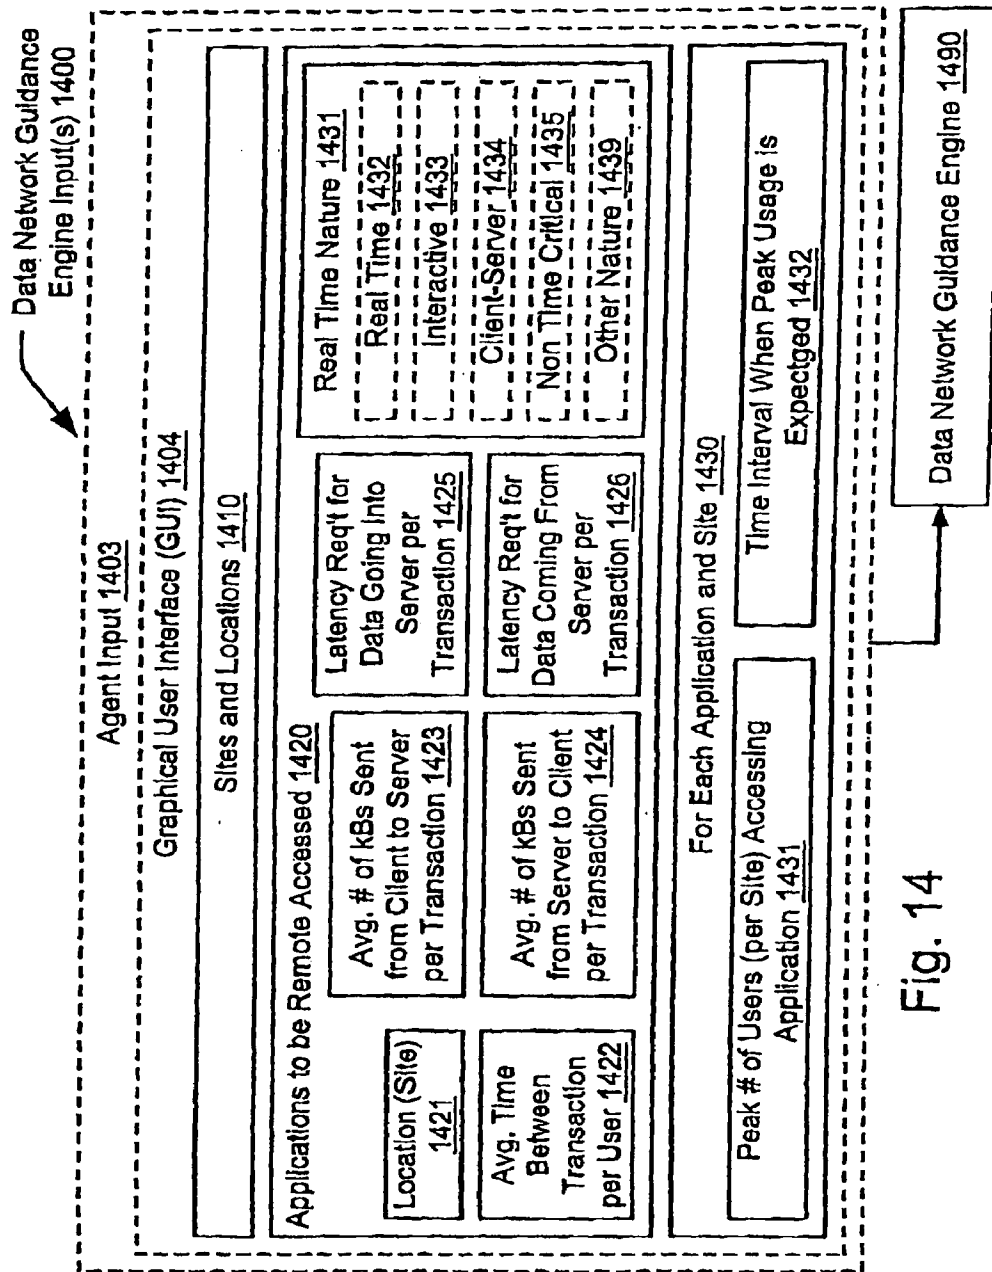 Data Network Guidance
Engine Input(s) 1400
Agent Input 1403
Graphical User Interface (GUI) 1404
Sites and Locations 1410
Applications to be Remote Accessed 1420
Location (Site)
1421
Avg. Time
Between
Transaction
per User 1422
Avg. # of kBs Sent
from Client to Server
per Transaction 1423
Avg. # of kBs Sent
from Server to Client
per Transaction 1424
Latency Req't for
Data Going Into
Server per
Transaction 1425
Latency Req't for
Data Coming From
Server per
Transaction 1426
Real Time Nature 1431
Real Time 1432
Interactive 1433
Client-Server 1434
Non Time Critical 1435
Other Nature 1439
For Each Application and Site 1430
Peak # of Users (per Site) Accessing
Application 1431
Time Interval When Peak Usage is
Expectged 1432
Data Network Guidance Engine 1490
Fig. 14